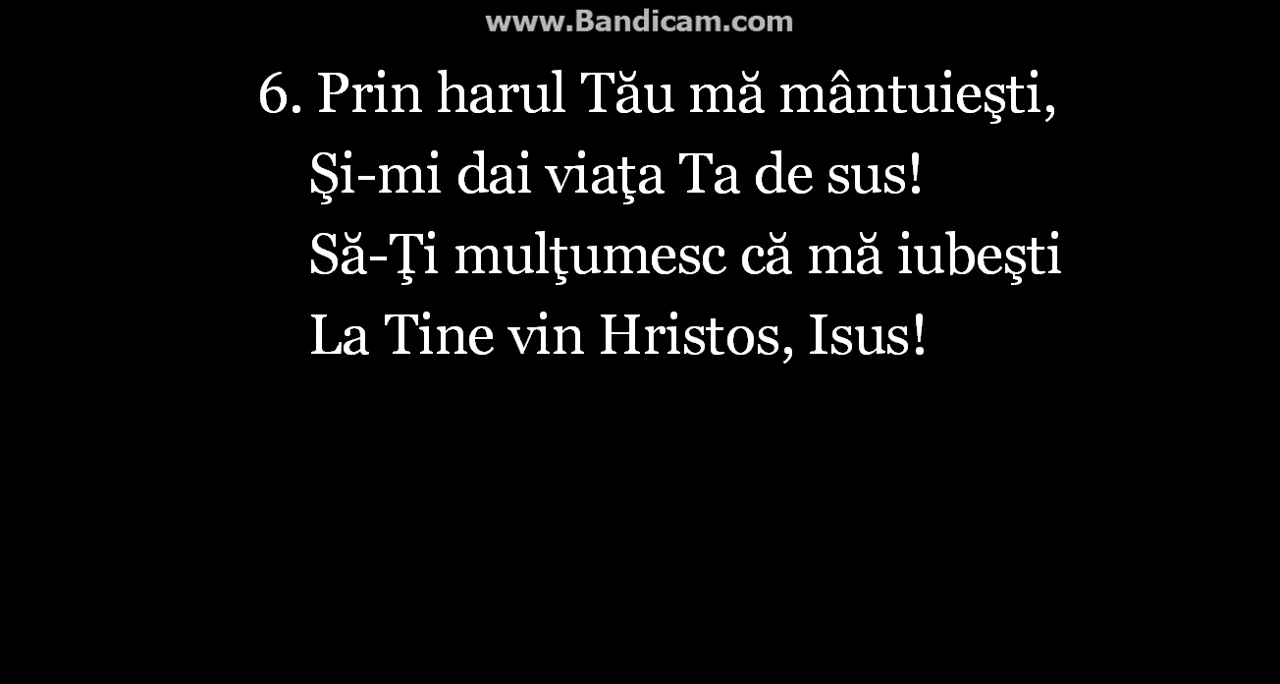 www.Bandicam.com
6. Prin harul Tău mă mântuieşti,
Şi-mi dai viaţa Ta de sus!
Să-Ţi mulţumesc că mă iubeşti
La Tine vin Hristos, Isus!